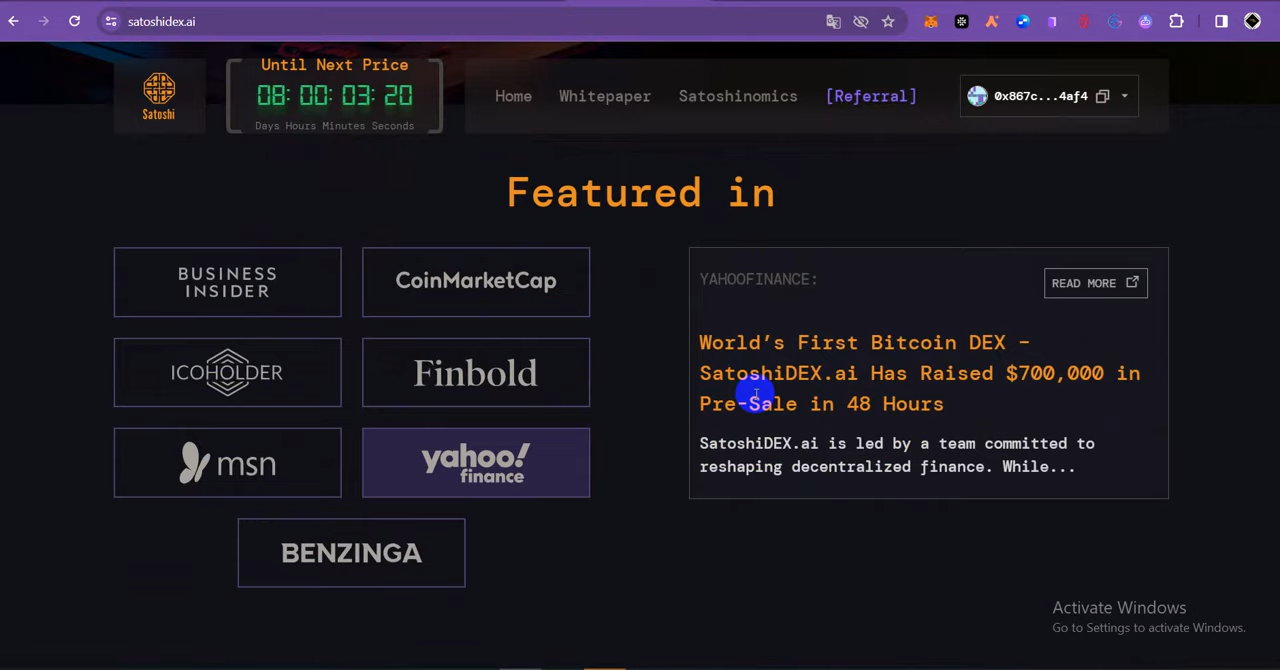 satoshidex.ai
Until Next Price
08: 00: 03: 20
Days Hours Minutes Seconds
Satoshi
Home Whitepaper Satoshinomics [Referral] 0x867c...4af4
Featured in
BUSINESS
INSIDER
CoinMarketCap
ICOHOLDER
Finbold
msn
yahoo!
finance
BENZINGA
YAHOOFINANCE:
READ MORE
World's First Bitcoin DEX –
SatoshiDEX.ai Has Raised $700,000 in
Pre-Sale in 48 Hours
SatoshiDEX.ai is led by a team committed to
reshaping decentralized finance. While...
Activate Windows
Go to Settings to activate Windows.